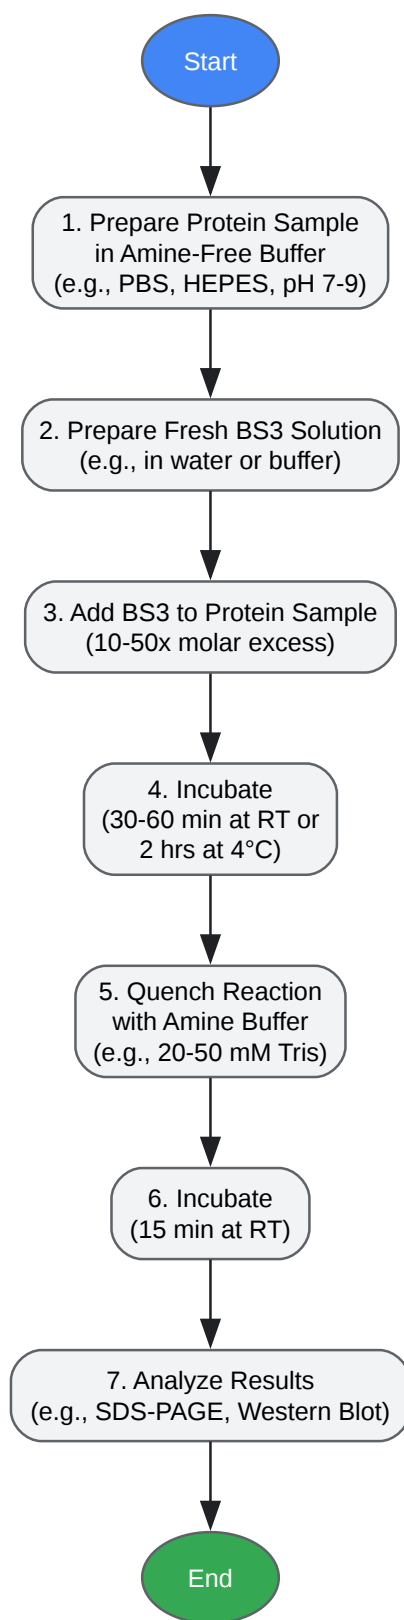 Start
1. Prepare Protein Sample
in Amine-Free Buffer
(e.g., PBS, HEPES, pH 7-9)
2. Prepare Fresh BS3 Solution
(e.g., in water or buffer)
3. Add BS3 to Protein Sample
(10-50x molar excess)
4. Incubate
(30-60 min at RT or
2 hrs at 4°C)
5. Quench Reaction
with Amine Buffer
(e.g., 20-50 mM Tris)
6. Incubate
(15 min at RT)
7. Analyze Results
(e.g., SDS-PAGE, Western Blot)
End